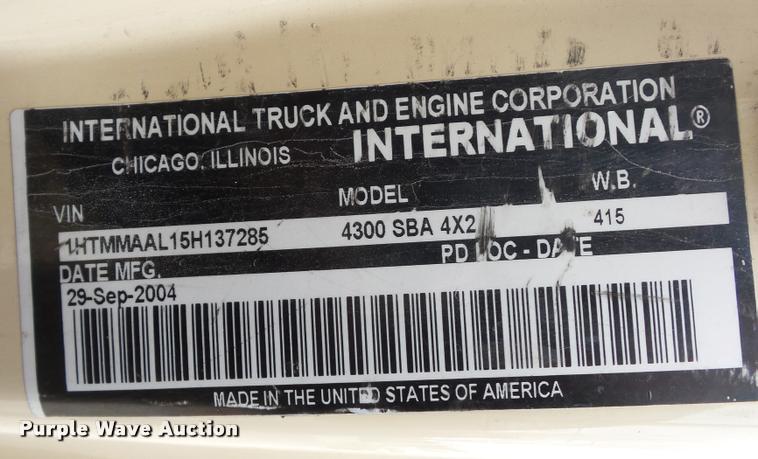 INTERNATIONAL TRUCK AND ENGINE CORPORATION
CHICAGO, ILLINOIS
INTERNATIONAL®
VIN MODEL W.B.
1HTMMAAL15H137285 4300 SBA 4X2 415
DATE MFG. PD LOC - DATE
29-Sep-2004
MADE IN THE UNITED STATES OF AMERICA
Purple Wave Auction